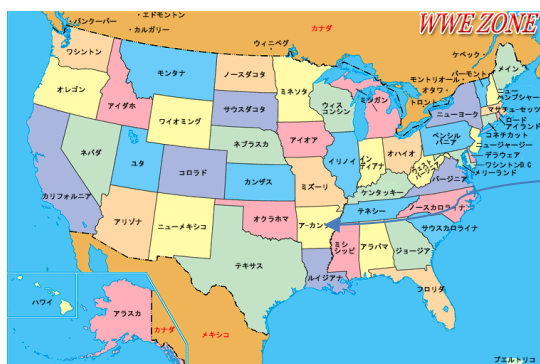 WWE ZONE
エドモントン
バンクーバー
カルガリー
カナダ
ウィニペグ
ケベック
ワシントン
モンタナ
ノースダコタ
ミネソタ
モントリオール
バーモント
メイン
オタワ
トロント
ニュー
ハンプシャー
マサチューセッツ
オレゴン
アイダホ
サウスダコタ
ウィス
コンシン
ミシガン
ニューヨーク
ロード
アイランド
コネチカット
ワイオミング
ネブラスカ
アイオア
ペンシル
バニア
ニュージャージー
デラウェア
ワシントンD.C
メリーランド
ネバダ
ユタ
コロラド
カンザス
イリノイ
イン
ディアナ
オハイオ
ウエスト
バージニア
バージニア
カリフォルニア
ミズーリ
ケンタッキー
アリゾナ
ニューメキシコ
オクラホマ
アーカンソー
テネシー
ノースカロライナ
サウスカロライナ
テキサス
ルイジアナ
ミシ
シッピ
アラバマ
ジョージア
フロリダ
ハワイ
アラスカ
カナダ
メキシコ
プエルトリコ